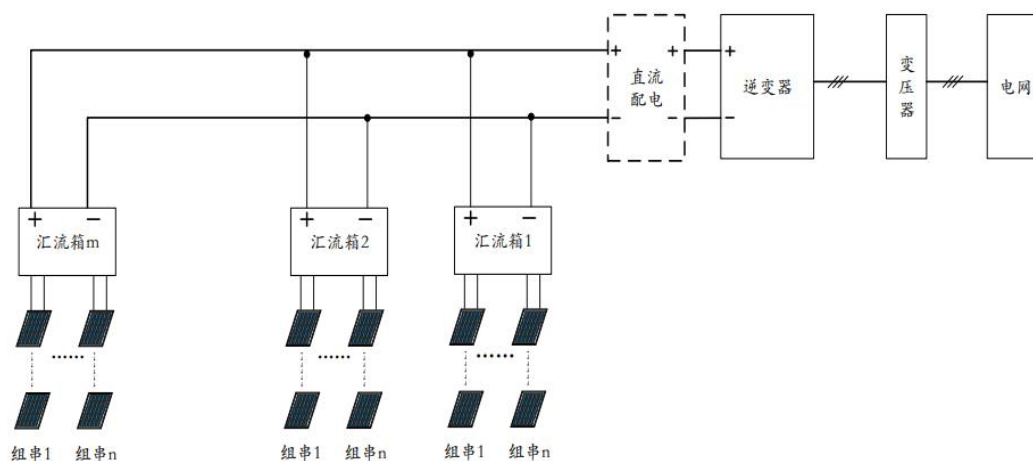 + + +
直流
配电
逆变器
变
压
器
电网
− − −
+ −
汇流箱m
+ −
汇流箱2
+ −
汇流箱1
......
......
......
组串1 组串n
组串1 组串n
组串1 组串n